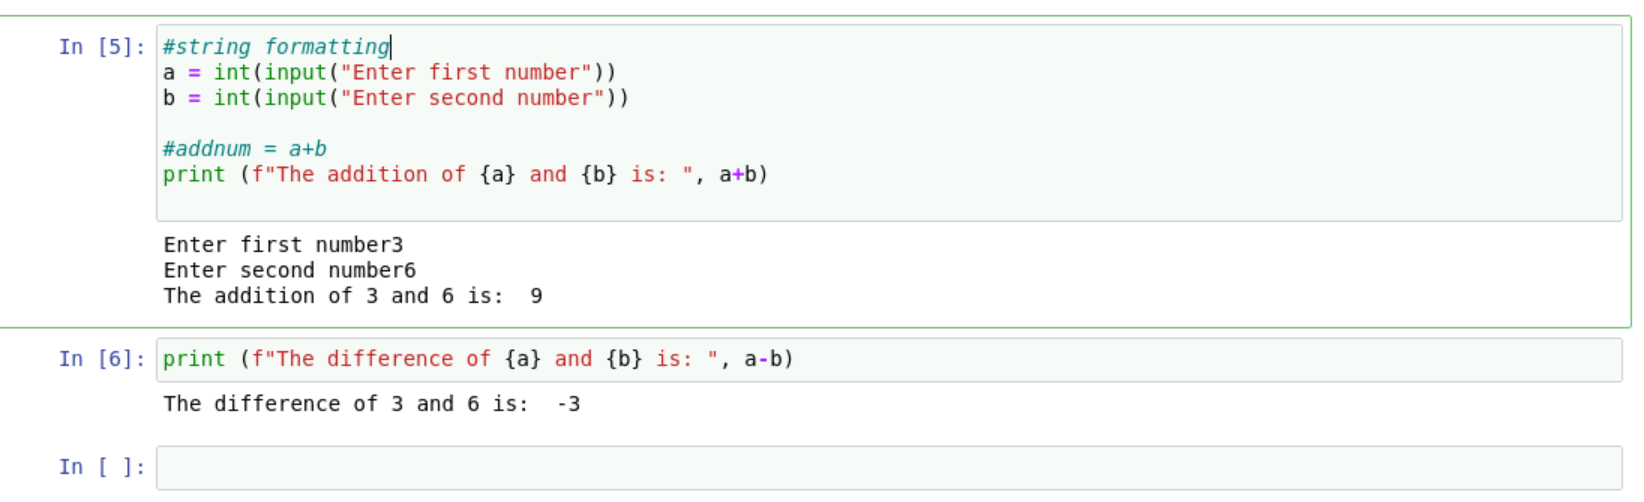 In [5]: #string formatting
a = int(input("Enter first number"))
b = int(input("Enter second number"))
#addnum = a+b
print (f"The addition of {a} and {b} is: ", a+b)
Enter first number3
Enter second number6
The addition of 3 and 6 is:  9
In [6]: print (f"The difference of {a} and {b} is: ", a-b)
The difference of 3 and 6 is:  -3
In [ ]: